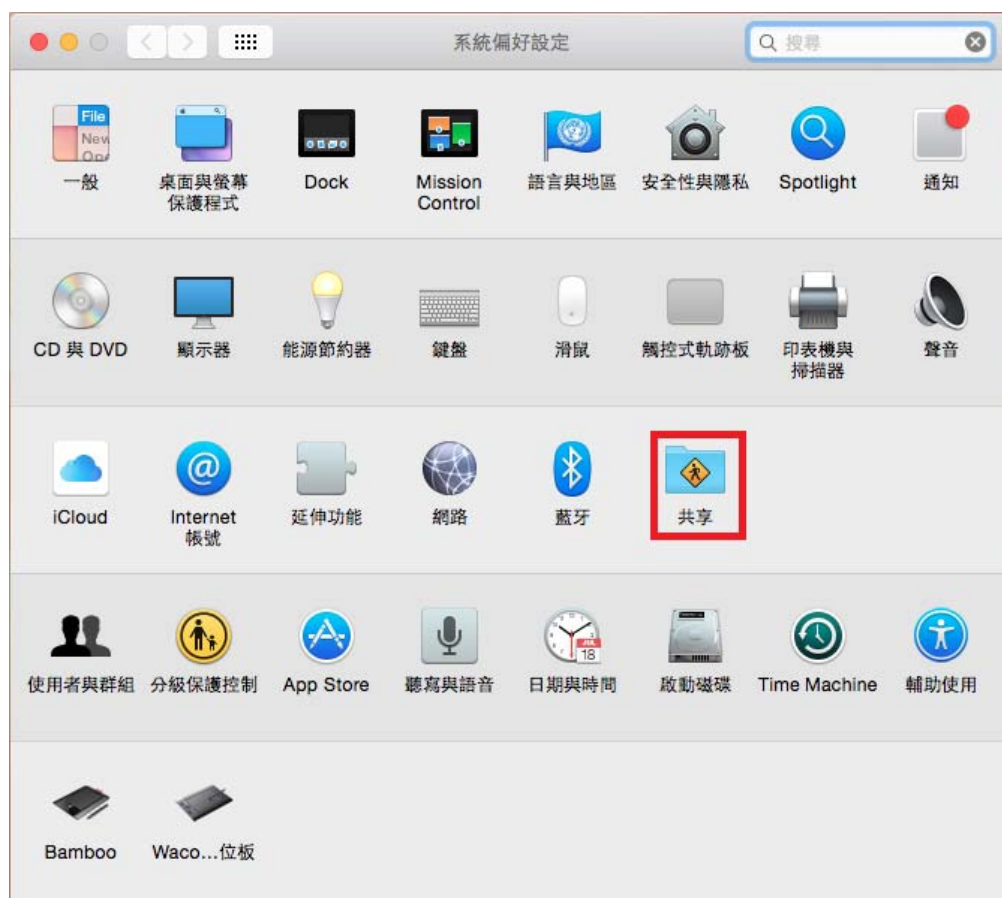 系統偏好設定
搜尋
File
New
Ope
一般
桌面與螢幕
保護程式
Dock
Mission
Control
語言與地區
安全性與隱私
Spotlight
通知
CD 與 DVD
顯示器
能源節約器
鍵盤
滑鼠
觸控式軌跡板
印表機與
掃描器
聲音
iCloud
Internet
帳號
延伸功能
網路
藍牙
共享
使用者與群組
分級保護控制
App Store
聽寫與語音
JUL
18
日期與時間
啟動磁碟
Time Machine
輔助使用
Bamboo
Waco...位板